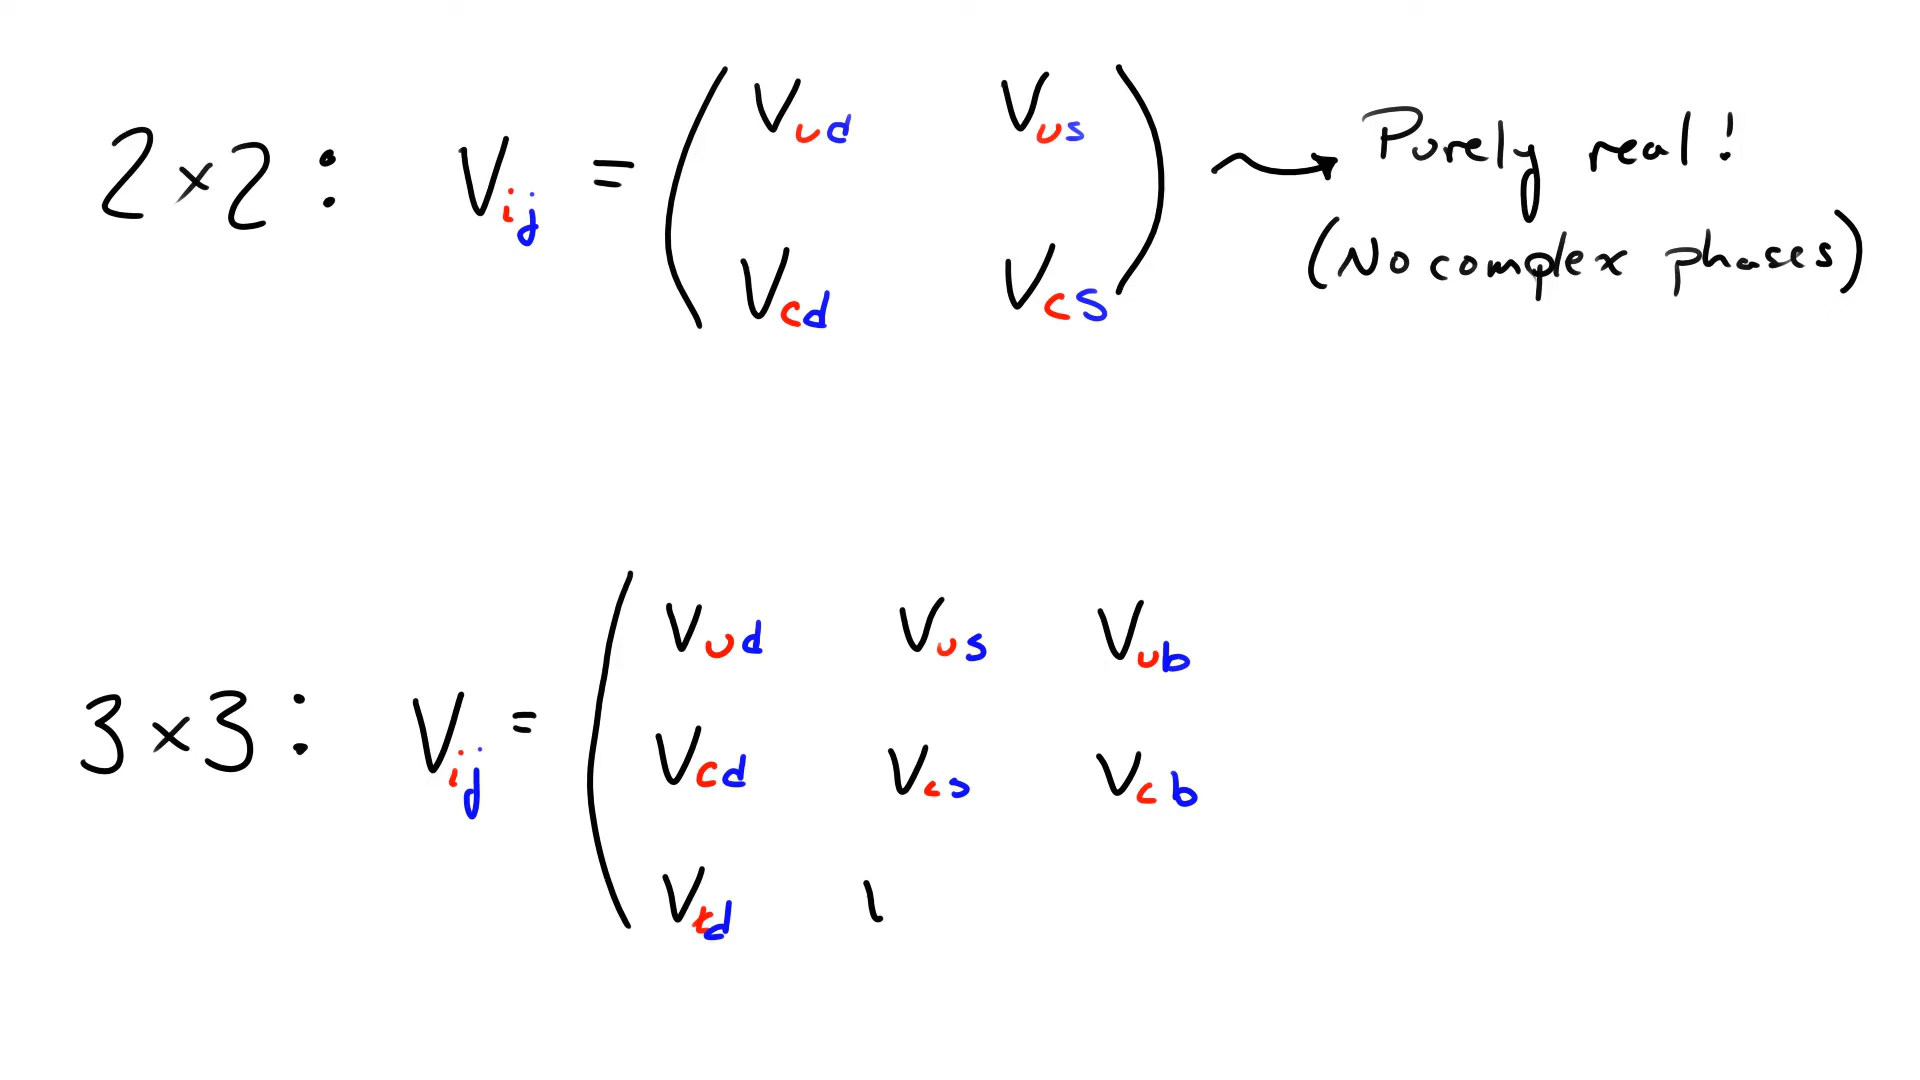 2×2: V_ij = ( V_ud V_us ) Purely real!
V_cd V_cs (No complex phases)
3×3: V_ij = ( V_ud V_us V_ub
V_cd V_cs V_cb
V_td